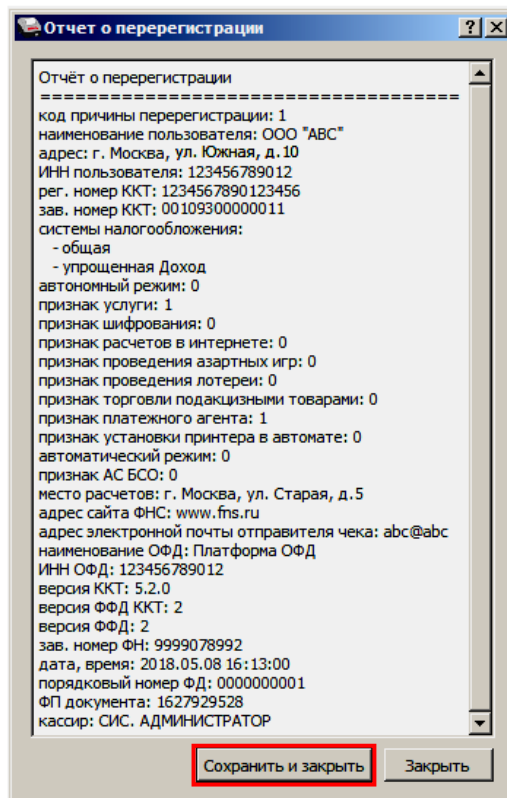 Отчет о перерегистрации
Отчёт о перерегистрации
====================================
код причины перерегистрации: 1
наименование пользователя: ООО "АВС"
адрес: г. Москва, ул. Южная, д.10
ИНН пользователя: 123456789012
рег. номер ККТ: 1234567890123456
зав. номер ККТ: 00109300000011
системы налогообложения:
- общая
- упрощенная Доход
автономный режим: 0
признак услуги: 1
признак шифрования: 0
признак расчетов в интернете: 0
признак проведения азартных игр: 0
признак проведения лотереи: 0
признак торговли подакцизными товарами: 0
признак платежного агента: 1
признак установки принтера в автомате: 0
автоматический режим: 0
признак АС БСО: 0
место расчетов: г. Москва, ул. Старая, д.5
адрес сайта ФНС: www.fns.ru
адрес электронной почты отправителя чека: abc@abc
наименование ОФД: Платформа ОФД
ИНН ОФД: 123456789012
версия ККТ: 5.2.0
версия ФФД ККТ: 2
версия ФФД: 2
зав. номер ФН: 9999078992
дата, время: 2018.05.08 16:13:00
порядковый номер ФД: 0000000001
ФП документа: 1627929528
кассир: СИС. АДМИНИСТРАТОР
Сохранить и закрыть Закрыть